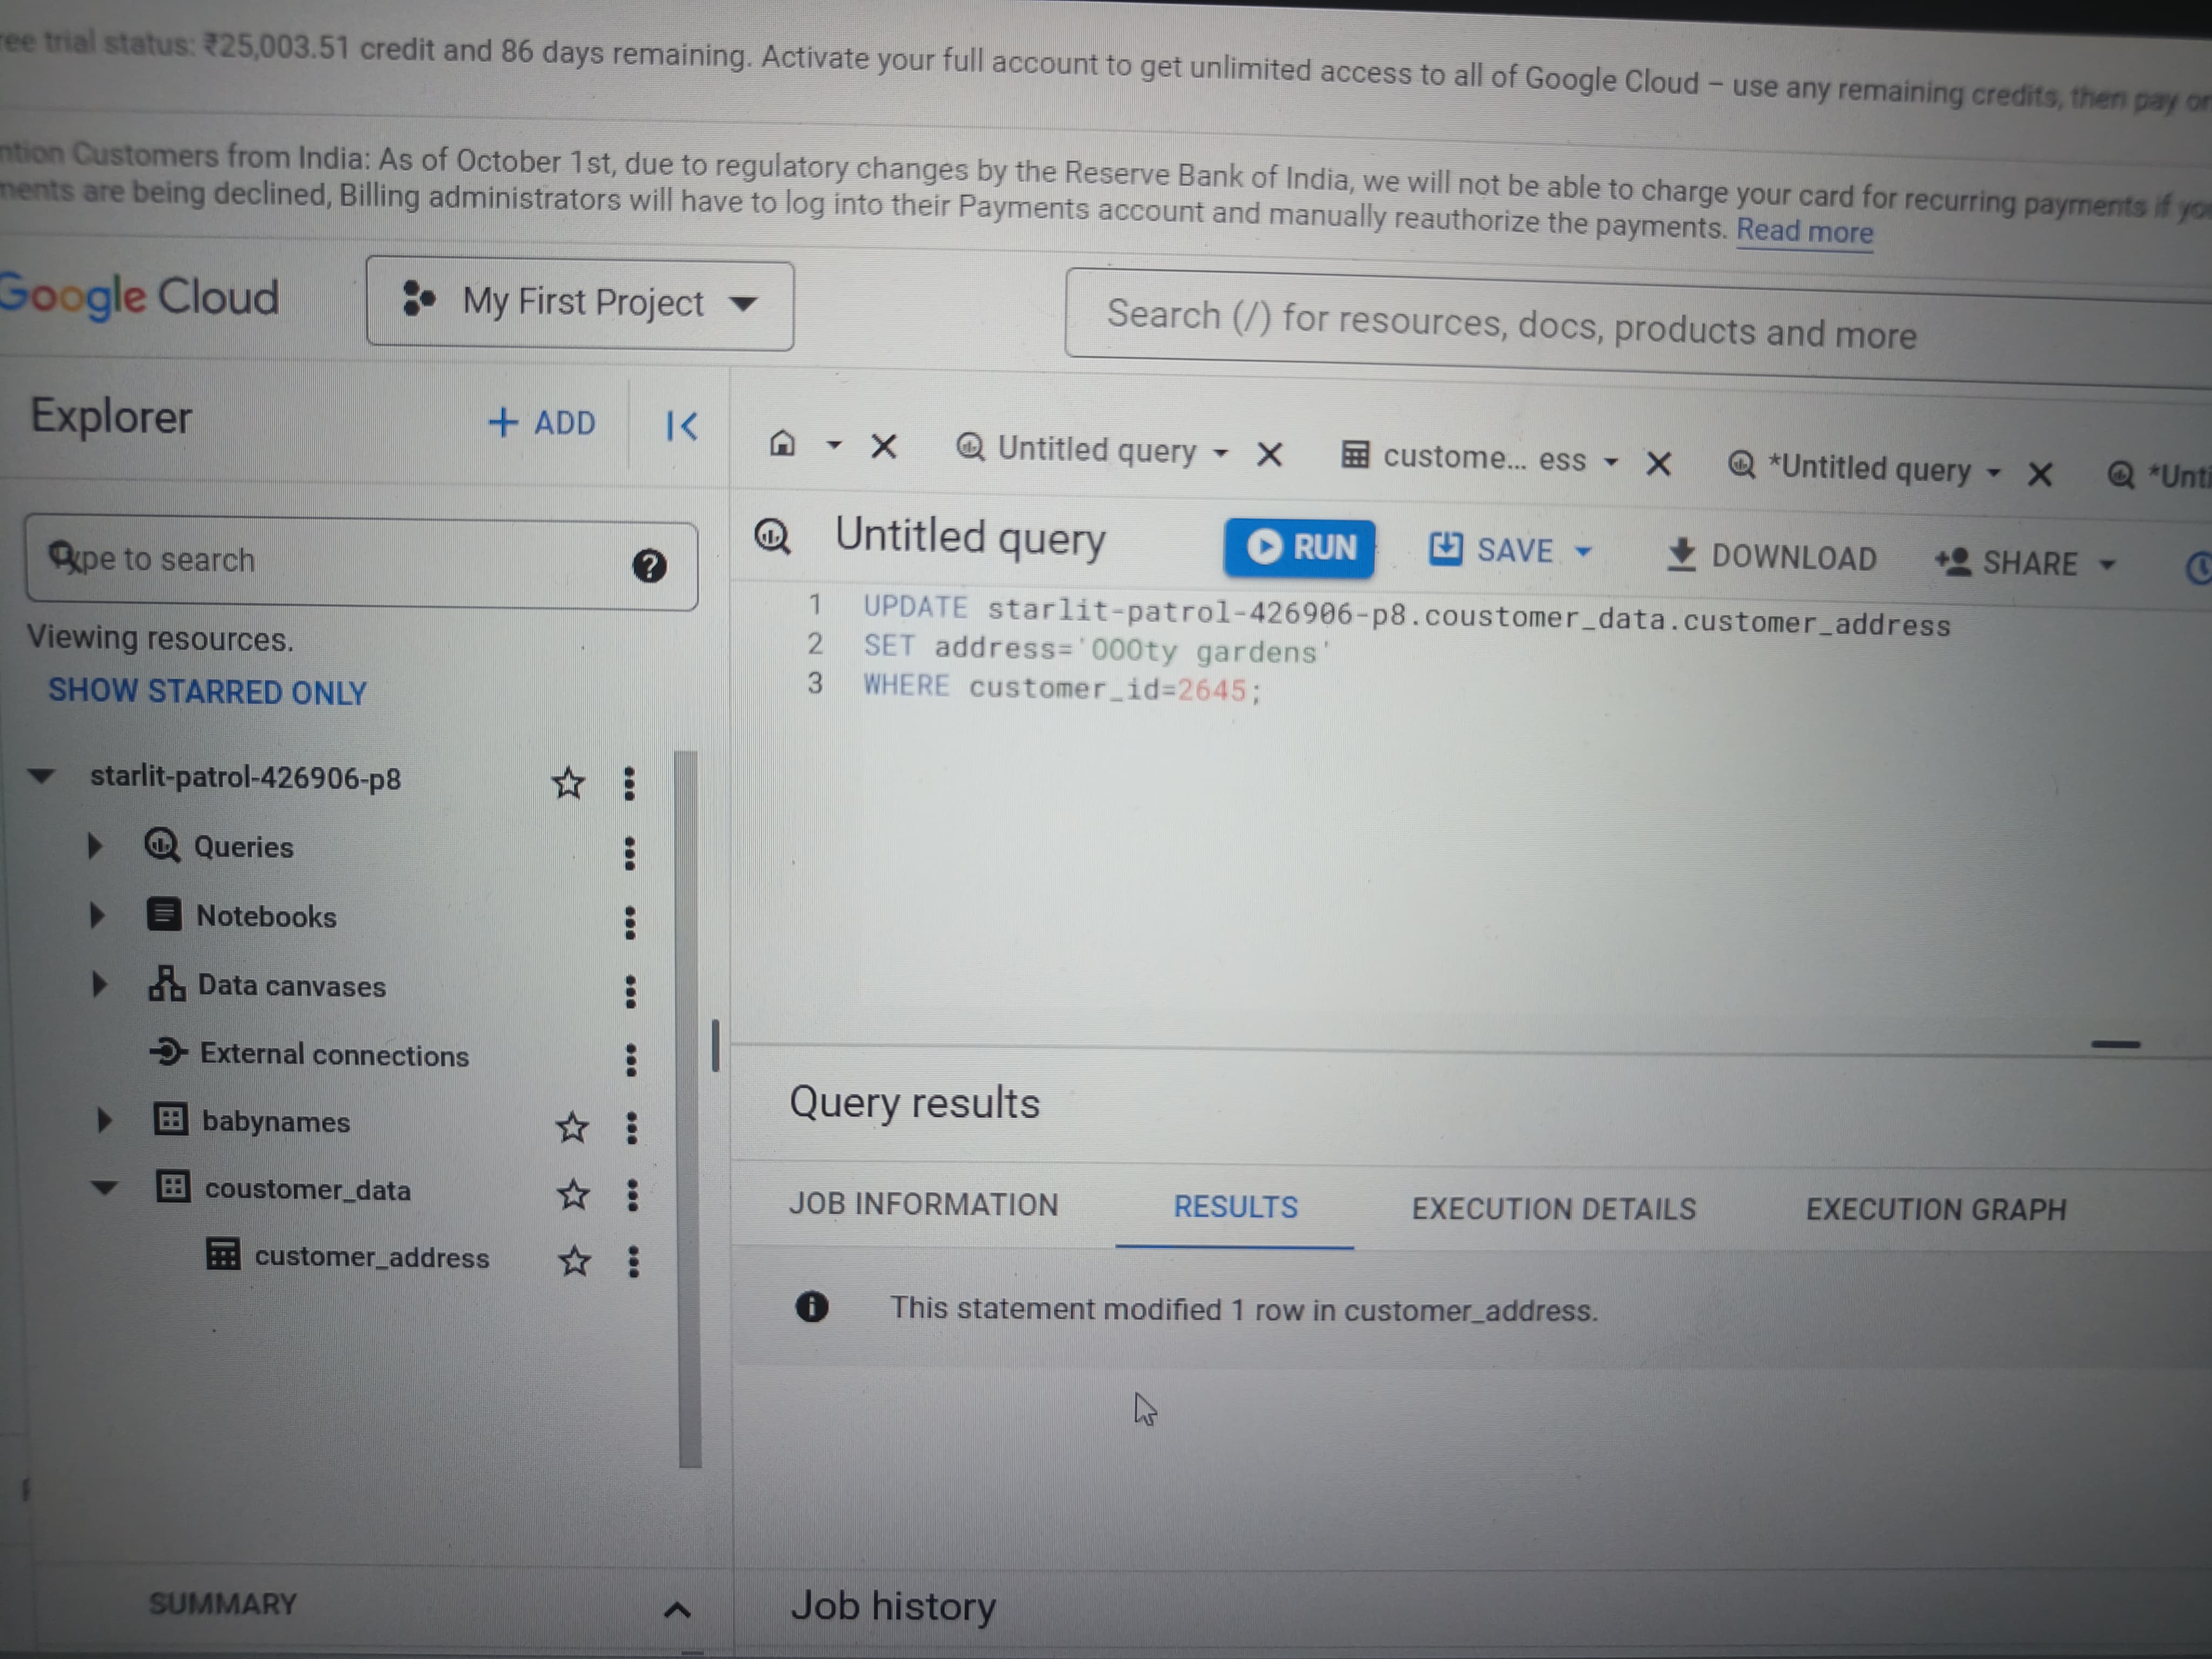 ree trial status: ₹25,003.51 credit and 86 days remaining. Activate your full account to get unlimited access to all of Google Cloud – use any remaining credits, then pay on
ntion Customers from India: As of October 1st, due to regulatory changes by the Reserve Bank of India, we will not be able to charge your card for recurring payments if you
ments are being declined, Billing administrators will have to log into their Payments account and manually reauthorize the payments. Read more
Google Cloud
My First Project
Search (/) for resources, docs, products and more
Explorer
+ ADD
Untitled query
custome... ess
*Untitled query
*Unti
Untitled query
RUN
SAVE
DOWNLOAD
SHARE
ype to search
Viewing resources.
SHOW STARRED ONLY
1 UPDATE starlit-patrol-426906-p8.coustomer_data.customer_address
2 SET address='000ty gardens'
3 WHERE customer_id=2645;
starlit-patrol-426906-p8
Queries
Notebooks
Data canvases
External connections
babynames
coustomer_data
customer_address
Query results
JOB INFORMATION
RESULTS
EXECUTION DETAILS
EXECUTION GRAPH
This statement modified 1 row in customer_address.
SUMMARY
Job history